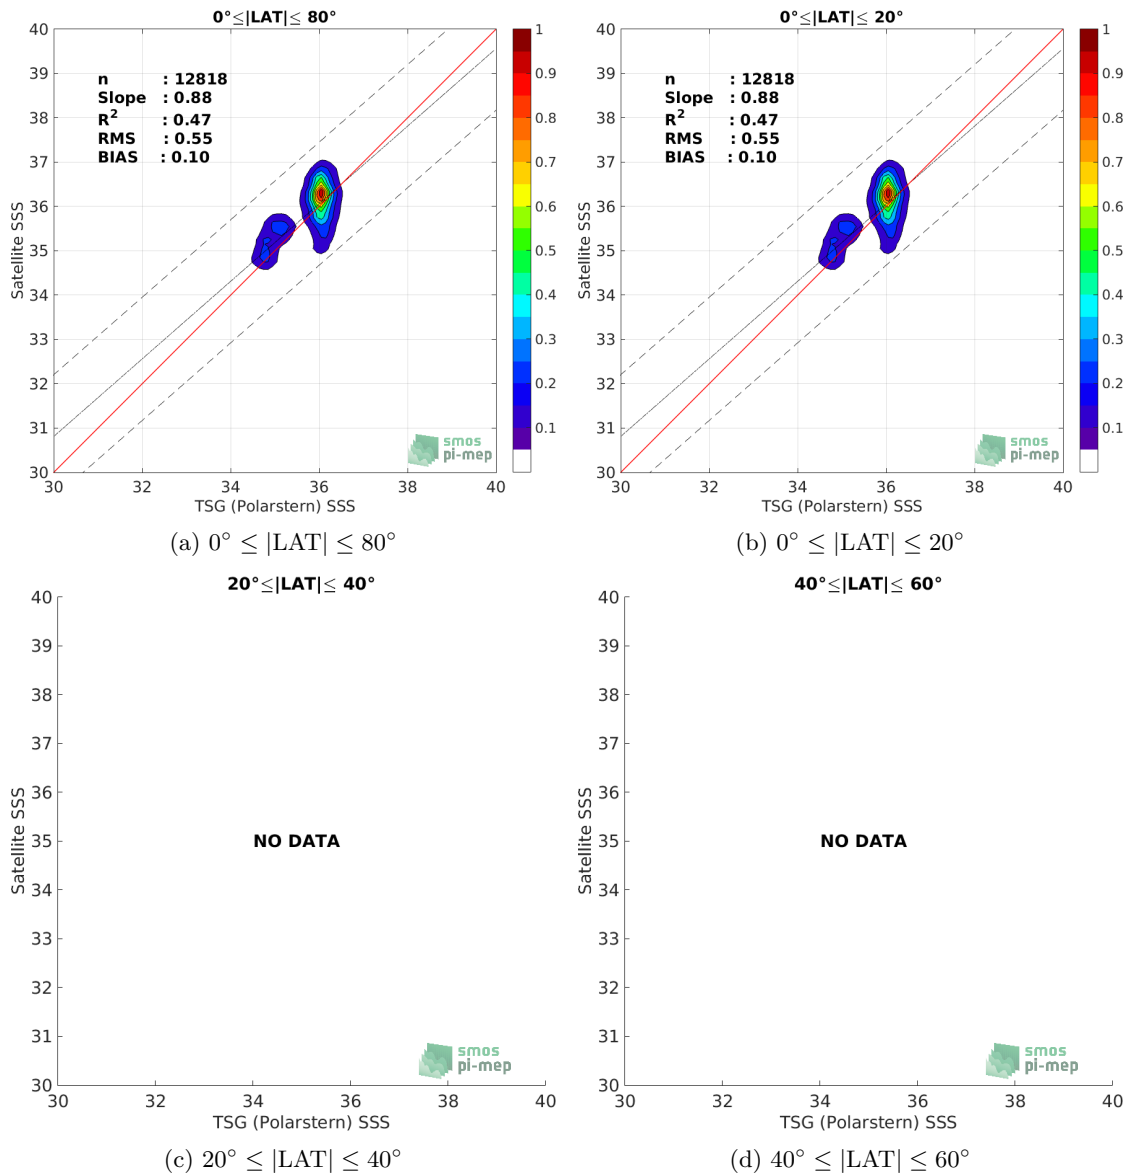 0°≤|LAT|≤ 80°
40
39
38
37
36
35
34
33
32
31
30
Satellite SSS
n : 12818
Slope : 0.88
R² : 0.47
RMS : 0.55
BIAS : 0.10
smos
pi-mep
30 32 34 36 38 40
TSG (Polarstern) SSS
1
0.9
0.8
0.7
0.6
0.5
0.4
0.3
0.2
0.1
(a) 0° ≤ |LAT| ≤ 80°
0°≤|LAT|≤ 20°
40
39
38
37
36
35
34
33
32
31
30
Satellite SSS
n : 12818
Slope : 0.88
R² : 0.47
RMS : 0.55
BIAS : 0.10
smos
pi-mep
30 32 34 36 38 40
TSG (Polarstern) SSS
1
0.9
0.8
0.7
0.6
0.5
0.4
0.3
0.2
0.1
(b) 0° ≤ |LAT| ≤ 20°
20°≤|LAT|≤ 40°
40
39
38
37
36
35
34
33
32
31
30
Satellite SSS
NO DATA
smos
pi-mep
30 32 34 36 38 40
TSG (Polarstern) SSS
(c) 20° ≤ |LAT| ≤ 40°
40°≤|LAT|≤ 60°
40
39
38
37
36
35
34
33
32
31
30
Satellite SSS
NO DATA
smos
pi-mep
30 32 34 36 38 40
TSG (Polarstern) SSS
(d) 40° ≤ |LAT| ≤ 60°